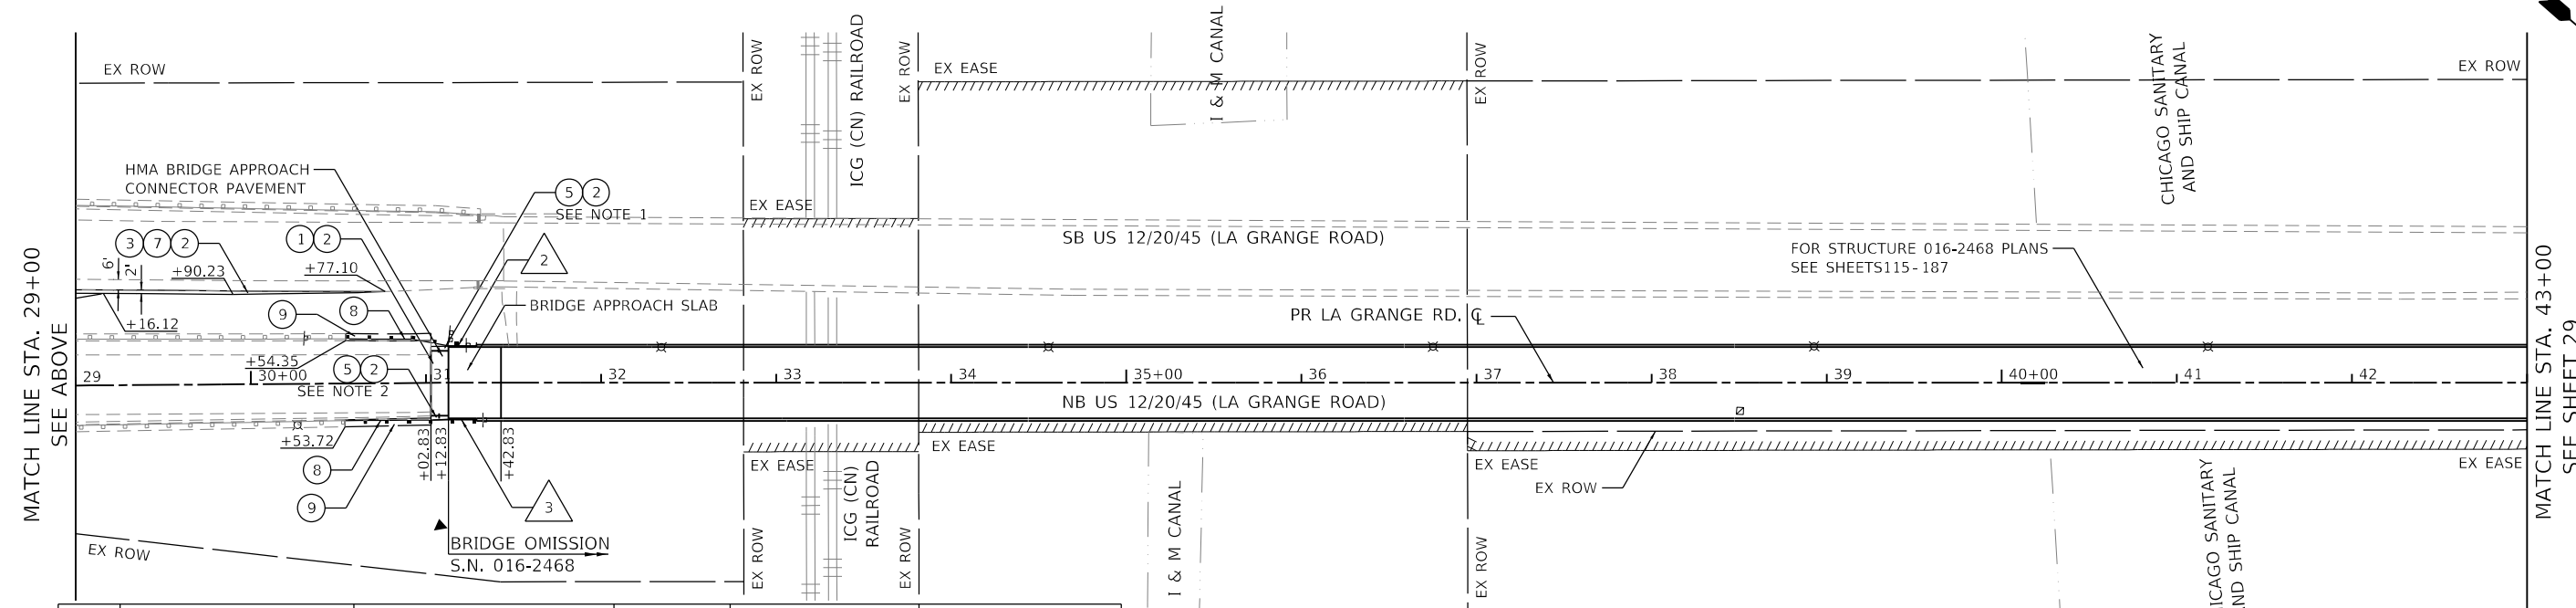 MATCH LINE STA. 29+00
SEE ABOVE
EX ROW
EX ROW
ICG (CN) RAILROAD
EX ROW
EX EASE
I & M CANAL
EX ROW
CHICAGO SANITARY
AND SHIP CANAL
EX ROW
HMA BRIDGE APPROACH
CONNECTOR PAVEMENT
5 2
SEE NOTE 1
EX EASE
SB US 12/20/45 (LA GRANGE ROAD)
FOR STRUCTURE 016-2468 PLANS
SEE SHEETS115-187
3 7 2
1 2
2
6'
2'
+90.23
+77.10
+16.12
9
8
BRIDGE APPROACH SLAB
PR LA GRANGE RD. ℄
+54.35
5 2
SEE NOTE 2
29
30+00
31
32
33
34
35+00
36
37
38
39
40+00
41
42
NB US 12/20/45 (LA GRANGE ROAD)
+53.72
8
9
+02.83
+12.83
+42.83
3
EX EASE
EX EASE
EX EASE
EX ROW
EX EASE
EX ROW
BRIDGE OMISSION
S.N. 016-2468
EX ROW
ICG (CN)
RAILROAD
EX ROW
I & M CANAL
EX ROW
MATCH LINE STA. 43+00
SEE SHEET 29